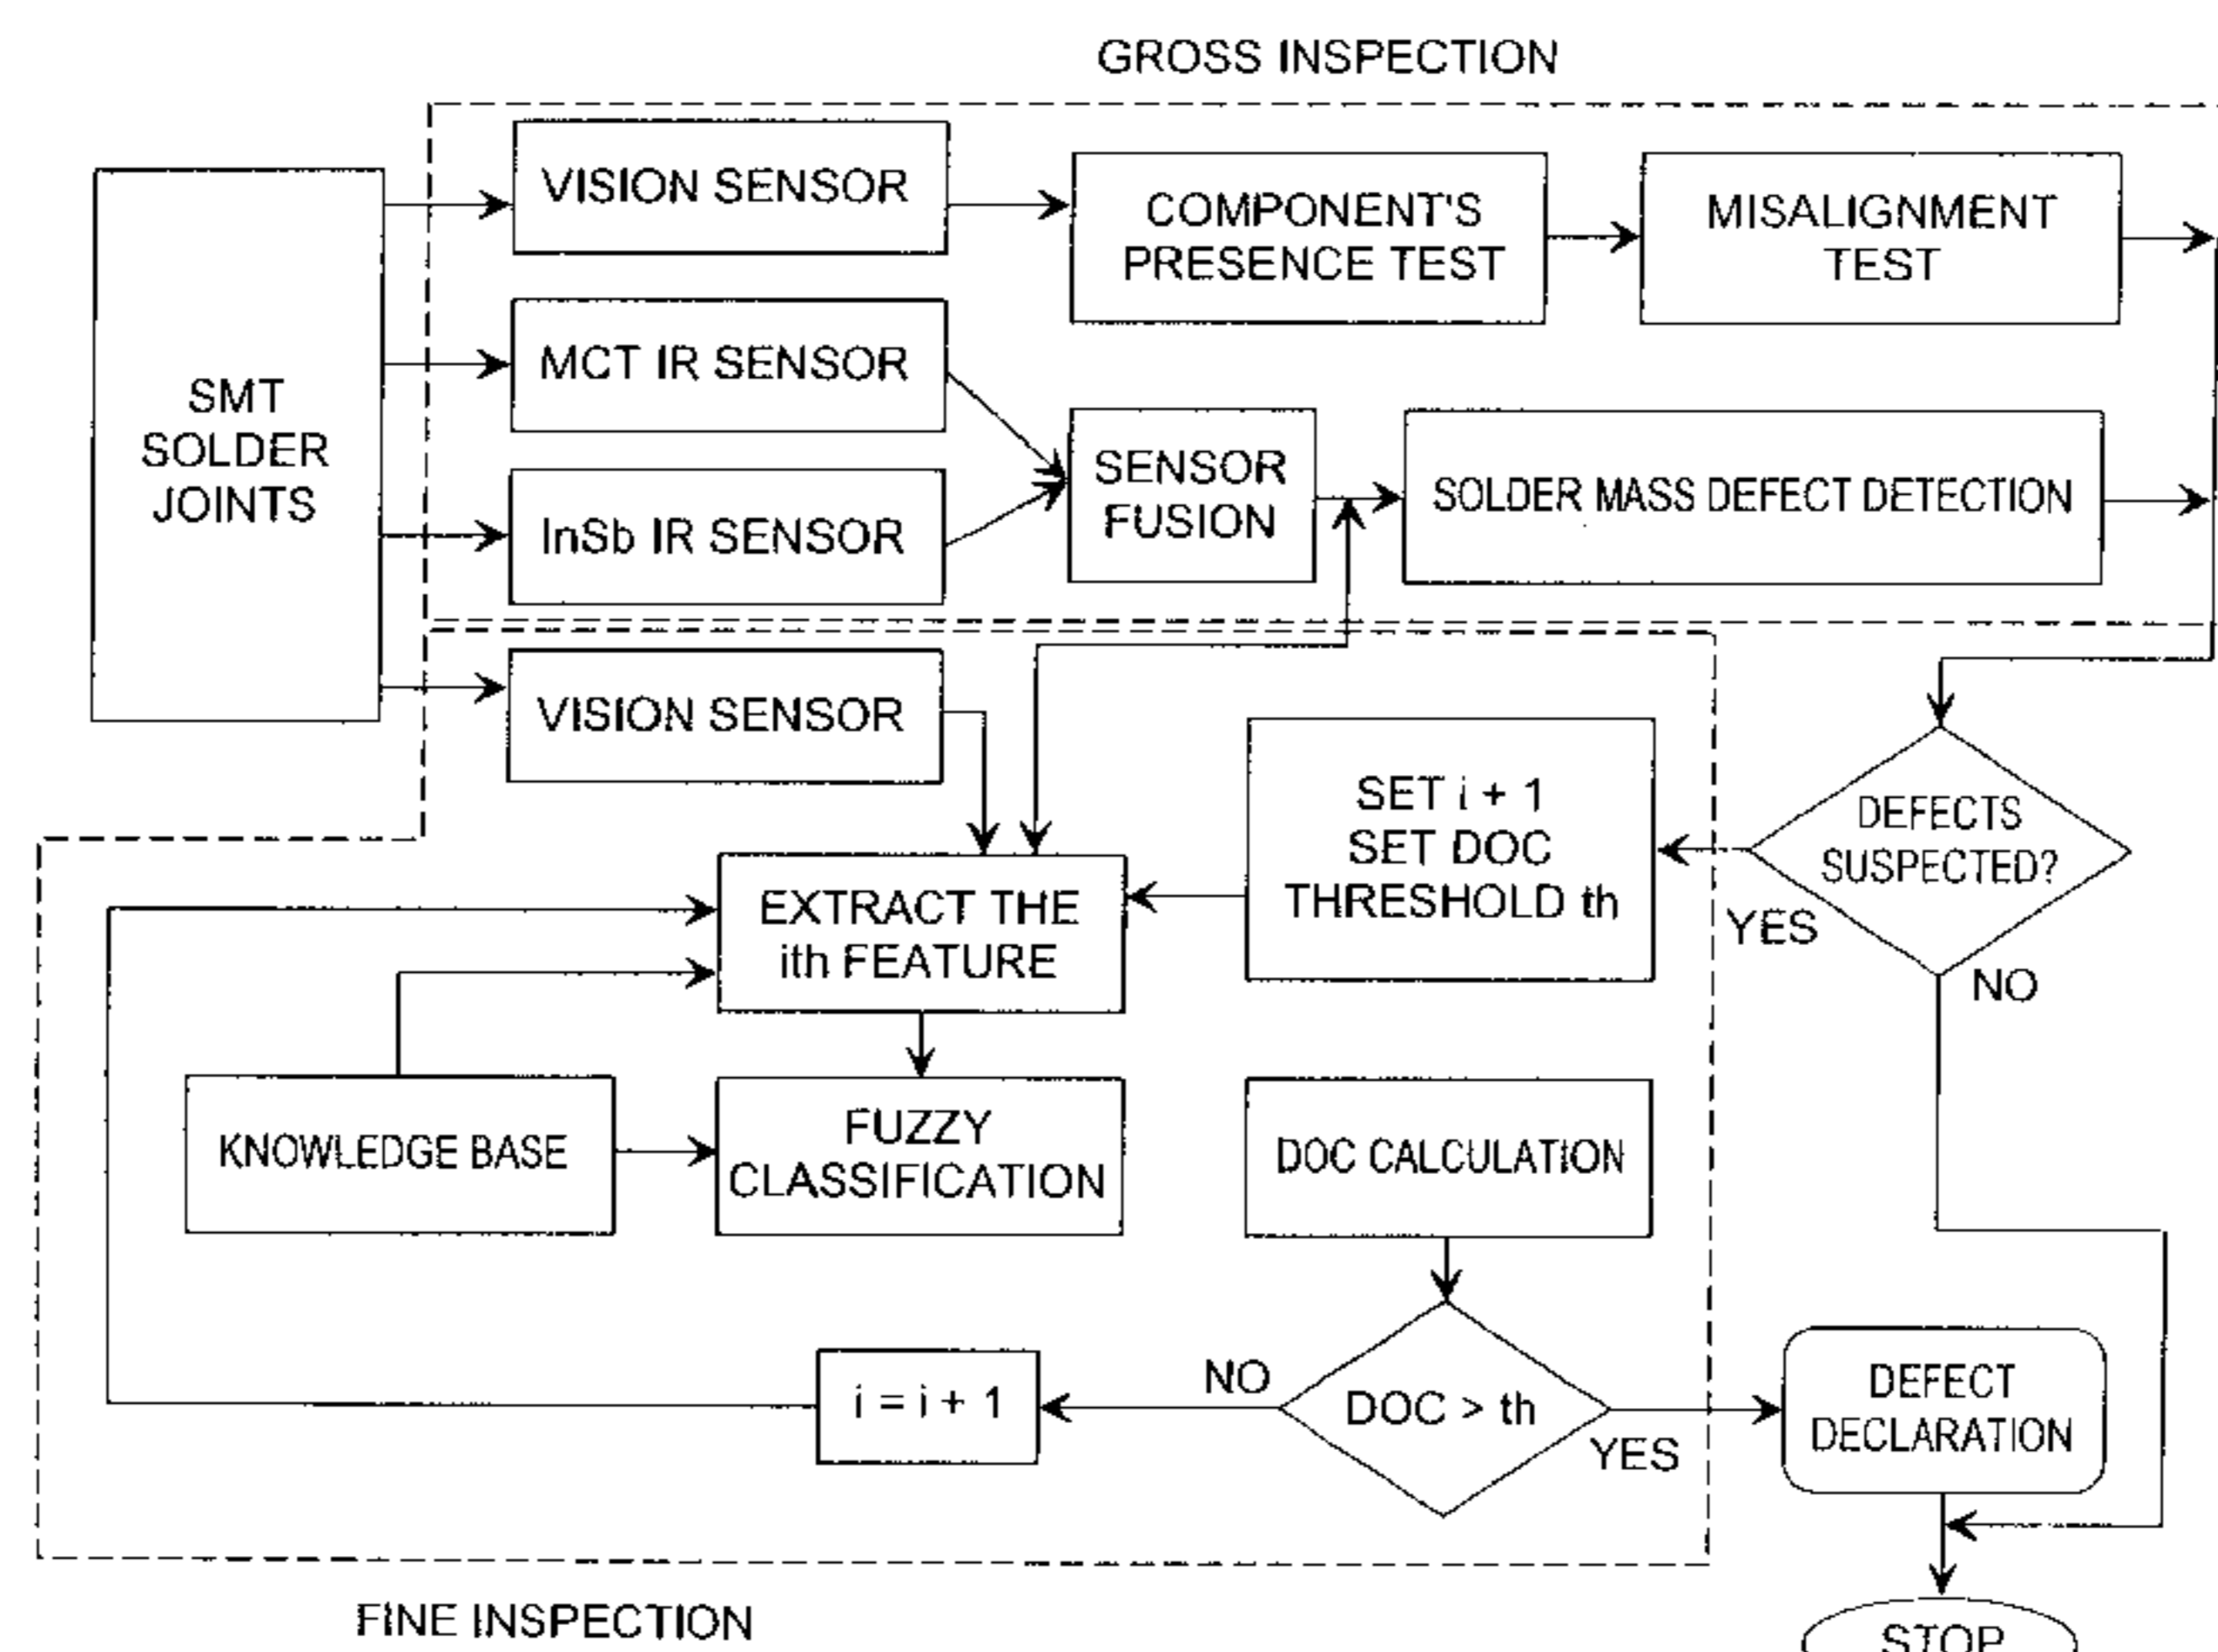 GROSS INSPECTION
VISION SENSOR
COMPONENT'S
PRESENCE TEST
MISALIGNMENT
TEST
SMT
SOLDER
JOINTS
MCT IR SENSOR
InSb IR SENSOR
SENSOR
FUSION
SOLDER MASS DEFECT DETECTION
VISION SENSOR
SET i + 1
SET DOC
THRESHOLD th
DEFECTS
SUSPECTED?
YES
NO
EXTRACT THE
ith FEATURE
KNOWLEDGE BASE
FUZZY
CLASSIFICATION
DOC CALCULATION
i = i + 1
NO
DOC > th
YES
DEFECT
DECLARATION
FINE INSPECTION
STOP